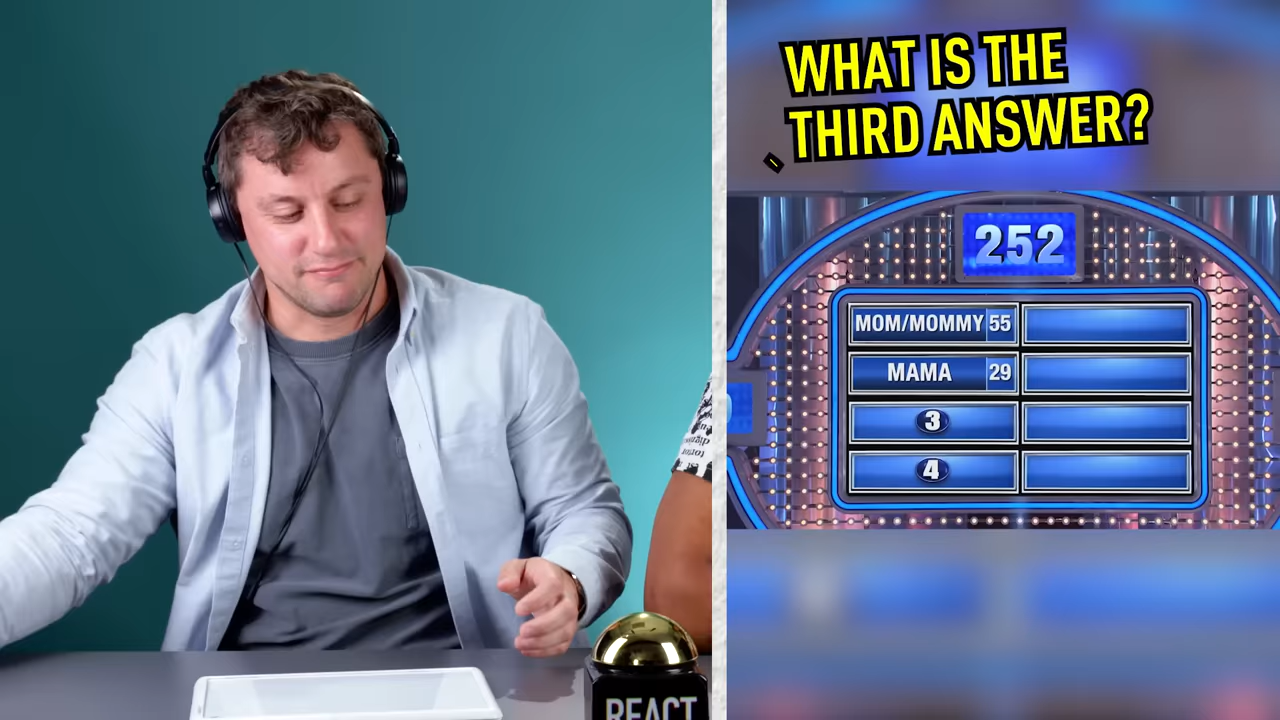 WHAT IS THE
THIRD ANSWER?
252
MOM/MOMMY 55
MAMA 29
3
4
REACT